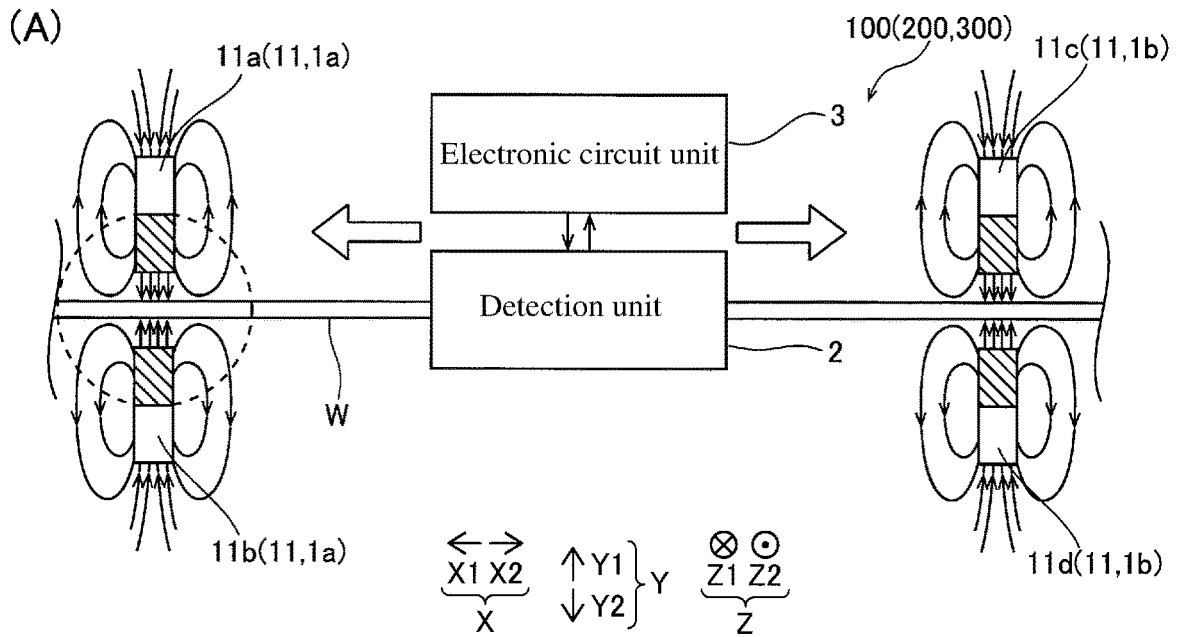 (A)
11a(11,1a)
100(200,300)
11c(11,1b)
3
Electronic circuit unit
Detection unit
2
W
11b(11,1a)
11d(11,1b)
X1 X2
X
Y1
Y2
Y
Z1 Z2
Z